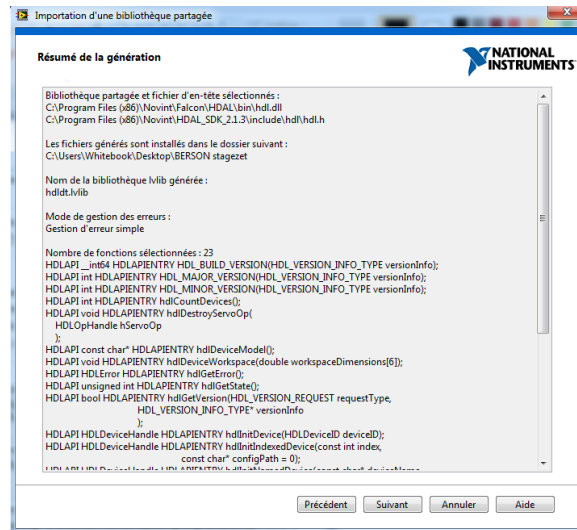 Importation d'une bibliothèque partagée
Résumé de la génération
NATIONAL
INSTRUMENTS
Bibliothèque partagée et fichier d'en-tête sélectionnés :
C:\Program Files (x86)\Novint\Falcon\HDAL\bin\hdl.dll
C:\Program Files (x86)\Novint\HDAL_SDK_2.1.3\include\hdl\hdl.h
Les fichiers générés sont installés dans le dossier suivant :
C:\Users\Whitebook\Desktop\BERSON stagezet
Nom de la bibliothèque lvlib générée :
hdldt.lvlib
Mode de gestion des erreurs :
Gestion d'erreur simple
Nombre de fonctions sélectionnées : 23
HDLAPI __int64 HDLAPIENTRY HDL_BUILD_VERSION(HDL_VERSION_INFO_TYPE versionInfo);
HDLAPI int HDLAPIENTRY HDL_MAJOR_VERSION(HDL_VERSION_INFO_TYPE versionInfo);
HDLAPI int HDLAPIENTRY HDL_MINOR_VERSION(HDL_VERSION_INFO_TYPE versionInfo);
HDLAPI int HDLAPIENTRY hdlCountDevices();
HDLAPI void HDLAPIENTRY hdlDestroyServoOp(
HDLOpHandle hServoOp
);
HDLAPI const char* HDLAPIENTRY hdlDeviceModel();
HDLAPI void HDLAPIENTRY hdlDeviceWorkspace(double workspaceDimensions[6]);
HDLAPI HDLError HDLAPIENTRY hdlGetError();
HDLAPI unsigned int HDLAPIENTRY hdlGetState();
HDLAPI bool HDLAPIENTRY hdlGetVersion(HDL_VERSION_REQUEST requestType,
HDL_VERSION_INFO_TYPE* versionInfo
);
HDLAPI HDLDeviceHandle HDLAPIENTRY hdlInitDevice(HDLDeviceID deviceID);
HDLAPI HDLDeviceHandle HDLAPIENTRY hdlInitIndexedDevice(const int index,
const char* configPath = 0);
HDLAPI HDLDeviceHandle HDLAPIENTRY hdlInitNamedDevice(const char* deviceName,
Précédent Suivant Annuler Aide